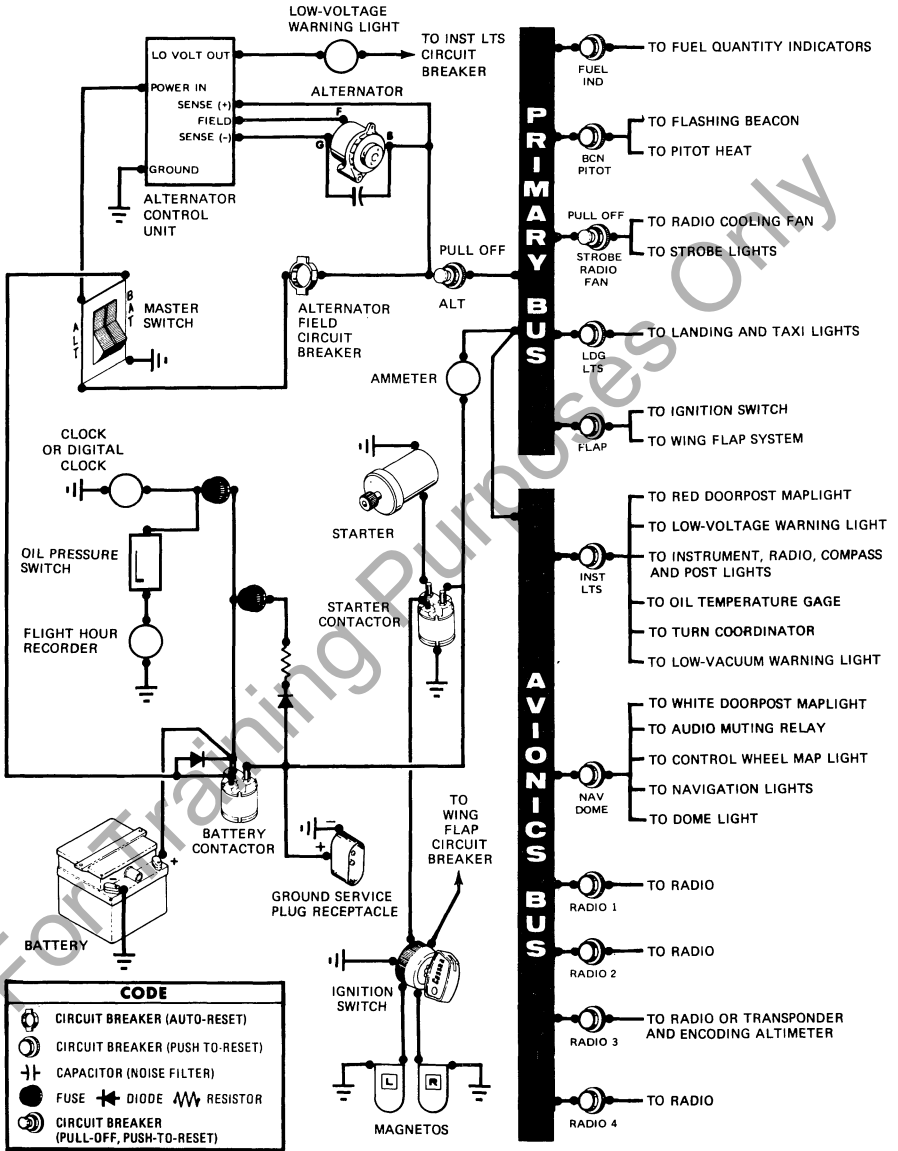 LOW-VOLTAGE
WARNING LIGHT
TO INST LTS
CIRCUIT
BREAKER
LO VOLT OUT
POWER IN
SENSE (+)
FIELD
SENSE (-)
GROUND
ALTERNATOR
CONTROL
UNIT
ALTERNATOR
F
G
B
PULL OFF
ALT
ALTERNATOR
FIELD
CIRCUIT
BREAKER
BAT
ALT
MASTER
SWITCH
AMMETER
CLOCK
OR DIGITAL
CLOCK
OIL PRESSURE
SWITCH
FLIGHT HOUR
RECORDER
STARTER
STARTER
CONTACTOR
BATTERY
CONTACTOR
BATTERY
+
-
-
+
GROUND SERVICE
PLUG RECEPTACLE
TO
WING
FLAP
CIRCUIT
BREAKER
IGNITION
SWITCH
Cessna
L
R
MAGNETOS
PRIMARY BUS
FUEL
IND
TO FUEL QUANTITY INDICATORS
BCN
PITOT
TO FLASHING BEACON
TO PITOT HEAT
PULL OFF
STROBE
RADIO
FAN
TO RADIO COOLING FAN
TO STROBE LIGHTS
LDG
LTS
TO LANDING AND TAXI LIGHTS
FLAP
TO IGNITION SWITCH
TO WING FLAP SYSTEM
AVIONICS BUS
INST
LTS
TO RED DOORPOST MAPLIGHT
TO LOW-VOLTAGE WARNING LIGHT
TO INSTRUMENT, RADIO, COMPASS
AND POST LIGHTS
TO OIL TEMPERATURE GAGE
TO TURN COORDINATOR
TO LOW-VACUUM WARNING LIGHT
NAV
DOME
TO WHITE DOORPOST MAPLIGHT
TO AUDIO MUTING RELAY
TO CONTROL WHEEL MAP LIGHT
TO NAVIGATION LIGHTS
TO DOME LIGHT
RADIO 1
TO RADIO
RADIO 2
TO RADIO
RADIO 3
TO RADIO OR TRANSPONDER
AND ENCODING ALTIMETER
RADIO 4
TO RADIO
CODE
CIRCUIT BREAKER (AUTO-RESET)
CIRCUIT BREAKER (PUSH TO-RESET)
CAPACITOR (NOISE FILTER)
FUSE DIODE RESISTOR
CIRCUIT BREAKER
(PULL-OFF, PUSH-TO-RESET)
For Training Purposes Only